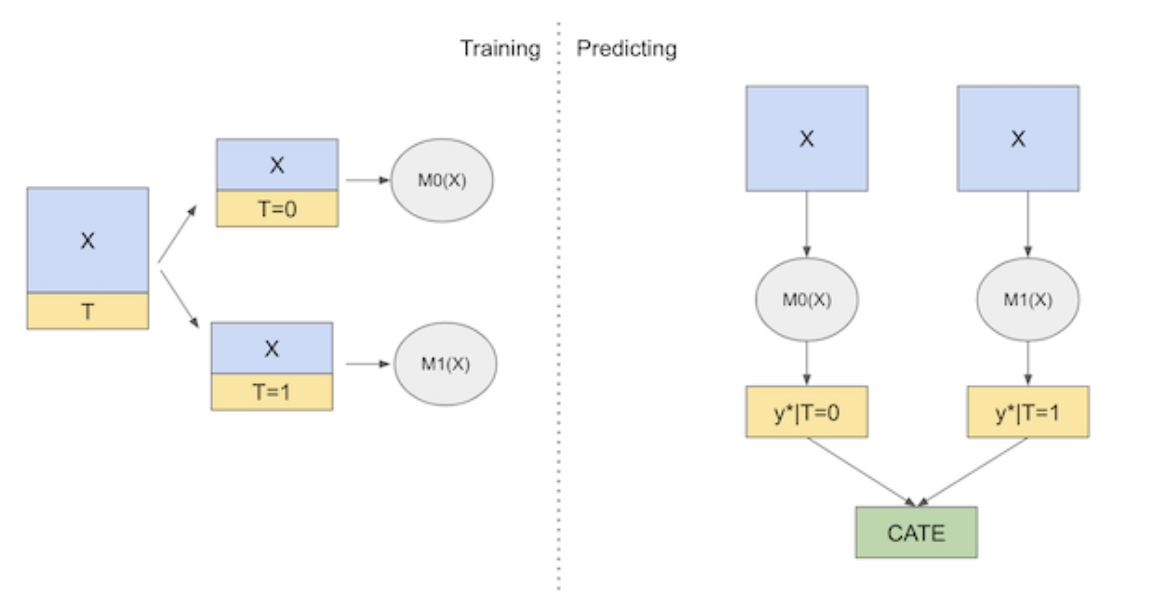 Training
Predicting
X
T
X
T=0
M0(X)
X
T=1
M1(X)
X
X
M0(X)
M1(X)
y*|T=0
y*|T=1
CATE